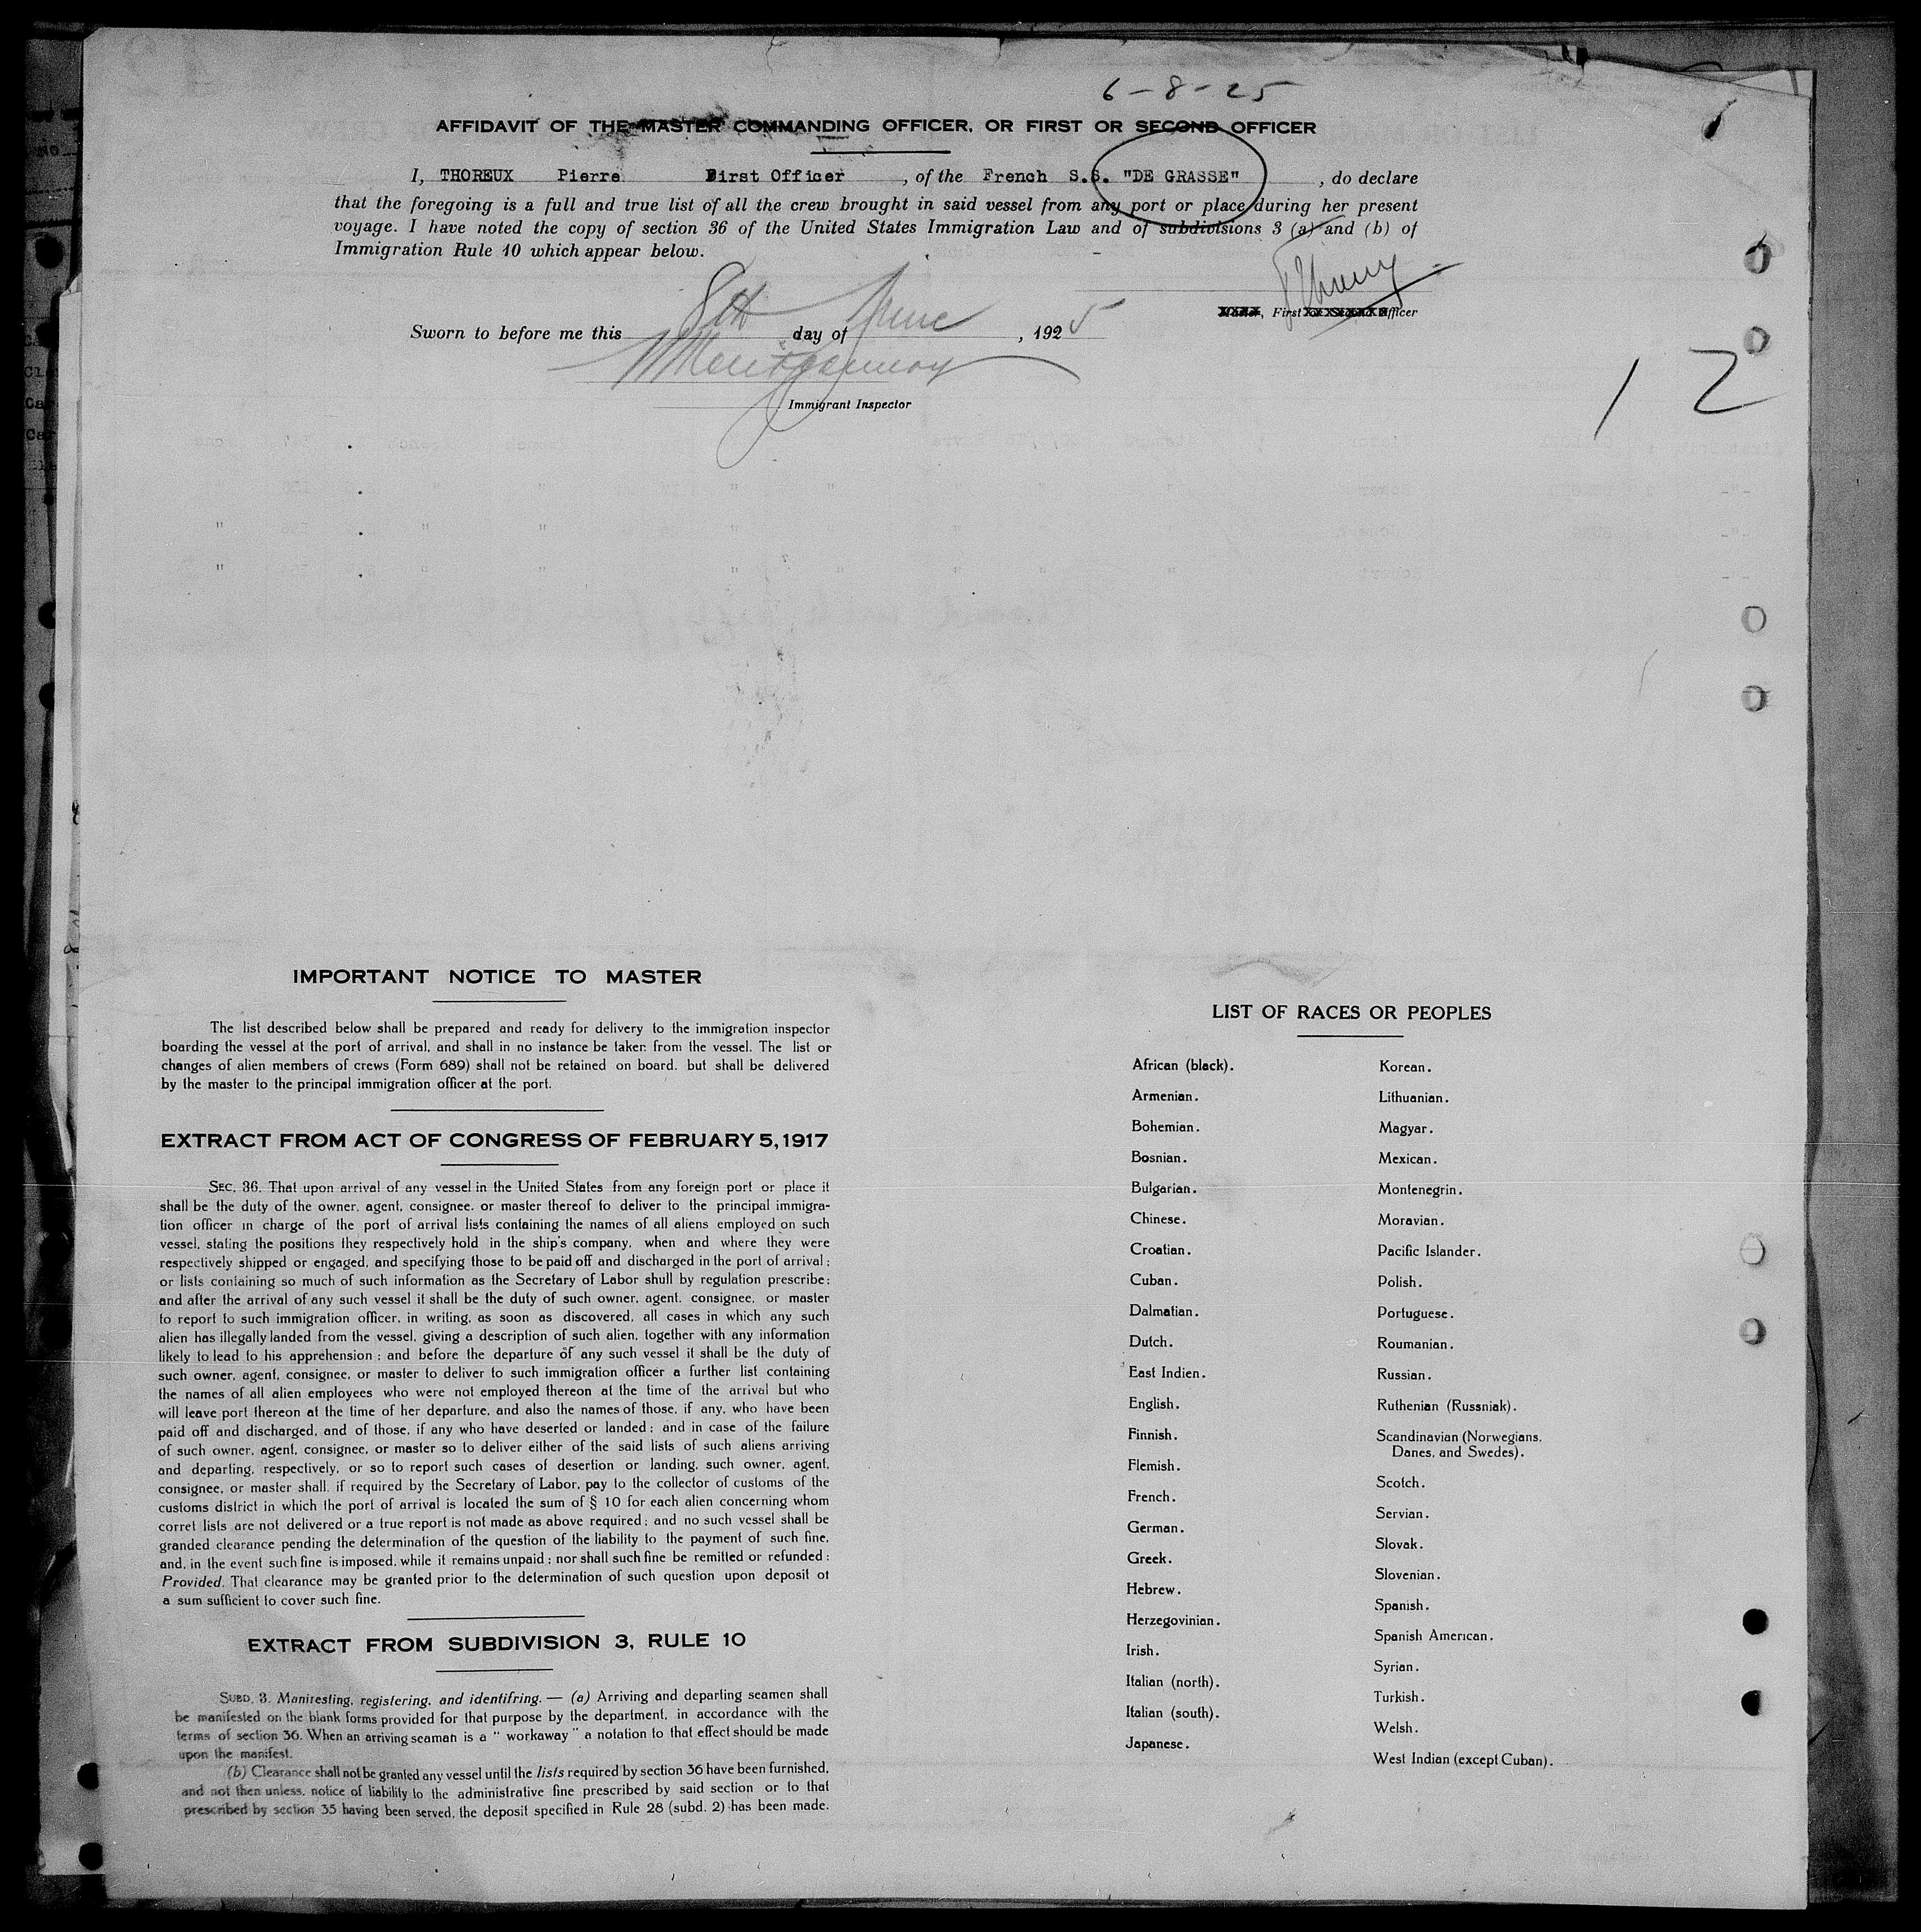 6-8-25
AFFIDAVIT OF THE MASTER COMMANDING OFFICER, OR FIRST OR SECOND OFFICER
I, THOREUX Pierre First Officer , of the French S.S. "DE GRASSE" , do declare
that the foregoing is a full and true list of all the crew brought in said vessel from any port or place during her present
voyage. I have noted the copy of section 36 of the United States Immigration Law and of subdivisions 3 (a) and (b) of
Immigration Rule 10 which appear below.
Master, First or Second Officer
Sworn to before me this 8th day of June , 1925
Montgomery
Immigrant Inspector
12
IMPORTANT NOTICE TO MASTER
The list described below shall be prepared and ready for delivery to the immigration inspector
boarding the vessel at the port of arrival, and shall in no instance be taken from the vessel. The list or
changes of alien members of crews (Form 689) shall not be retained on board, but shall be delivered
by the master to the principal immigration officer at the port.
EXTRACT FROM ACT OF CONGRESS OF FEBRUARY 5, 1917
SEC. 36. That upon arrival of any vessel in the United States from any foreign port or place it
shall be the duty of the owner, agent, consignee, or master thereof to deliver to the principal immigra-
tion officer in charge of the port of arrival lists containing the names of all aliens employed on such
vessel, stating the positions they respectively hold in the ship's company, when and where they were
respectively shipped or engaged, and specifying those to be paid off and discharged in the port of arrival;
or lists containing so much of such information as the Secretary of Labor shull by regulation prescribe;
and after the arrival of any such vessel it shall be the duty of such owner, agent, consignee, or master
to report to such immigration officer, in writing, as soon as discovered, all cases in which any such
alien has illegally landed from the vessel, giving a description of such alien, together with any information
likely to lead to his apprehension; and before the departure of any such vessel it shall be the duty of
such owner, agent, consignee, or master to deliver to such immigration officer a further list containing
the names of all alien employees who were not employed thereon at the time of the arrival but who
will leave port thereon at the time of her departure, and also the names of those, if any, who have been
paid off and discharged, and of those, if any who have deserted or landed; and in case of the failure
of such owner, agent, consignee, or master so to deliver either of the said lists of such aliens arriving
and departing, respectively, or so to report such cases of desertion or landing, such owner, agent,
consignee, or master shall, if required by the Secretary of Labor, pay to the collector of customs of the
customs district in which the port of arrival is located the sum of § 10 for each alien concerning whom
corret lists are not delivered or a true report is not made as above required; and no such vessel shall be
granded clearance pending the determination of the question of the liability to the payment of such fine,
and, in the event such fine is imposed, while it remains unpaid; nor shall such fine be remitted or refunded:
Provided, That clearance may be granted prior to the determination of such question upon deposit of
a sum sufficient to cover such fine.
EXTRACT FROM SUBDIVISION 3, RULE 10
SUBD. 3. Manifesting, registering, and identifring. — (a) Arriving and departing seamen shall
be manifested on the blank forms provided for that purpose by the department, in accordance with the
terms of section 36. When an arriving seaman is a " workaway " a notation to that effect should be made
upon the manifest.
(b) Clearance shall not be granted any vessel until the lists required by section 36 have been furnished,
and not then unless, notice of liability to the administrative fine prescribed by said section or to that
prescribed by section 35 having been served, the deposit specified in Rule 28 (subd. 2) has been made.
LIST OF RACES OR PEOPLES
African (black).
Armenian.
Bohemian.
Bosnian.
Bulgarian.
Chinese.
Croatian.
Cuban.
Dalmatian.
Dutch.
East Indien.
English.
Finnish.
Flemish.
French.
German.
Greek.
Hebrew.
Herzegovinian.
Irish.
Italian (north).
Italian (south).
Japanese.
Korean.
Lithuanian.
Magyar.
Mexican.
Montenegrin.
Moravian.
Pacific Islander.
Polish.
Portuguese.
Roumanian.
Russian.
Ruthenian (Russniak).
Scandinavian (Norwegians,
Danes, and Swedes).
Scotch.
Servian.
Slovak.
Slovenian.
Spanish.
Spanish American.
Syrian.
Turkish.
Welsh.
West Indian (except Cuban).